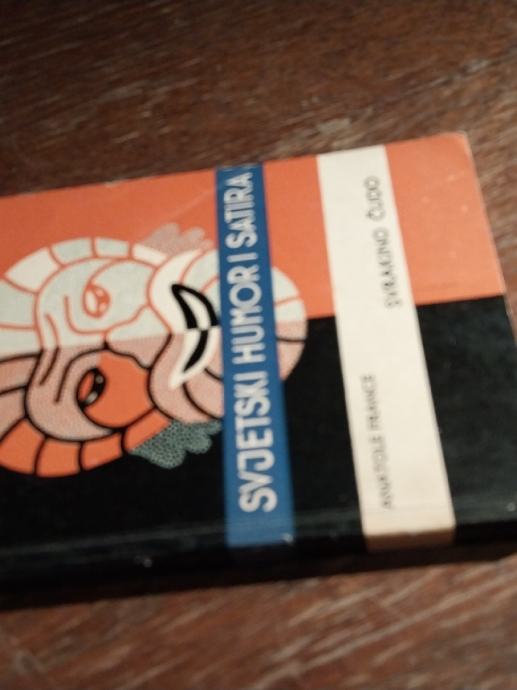 SVJETSKI HUMOR I SATIRA
ANATOLE FRANCE
SVRAKINO ČUDO